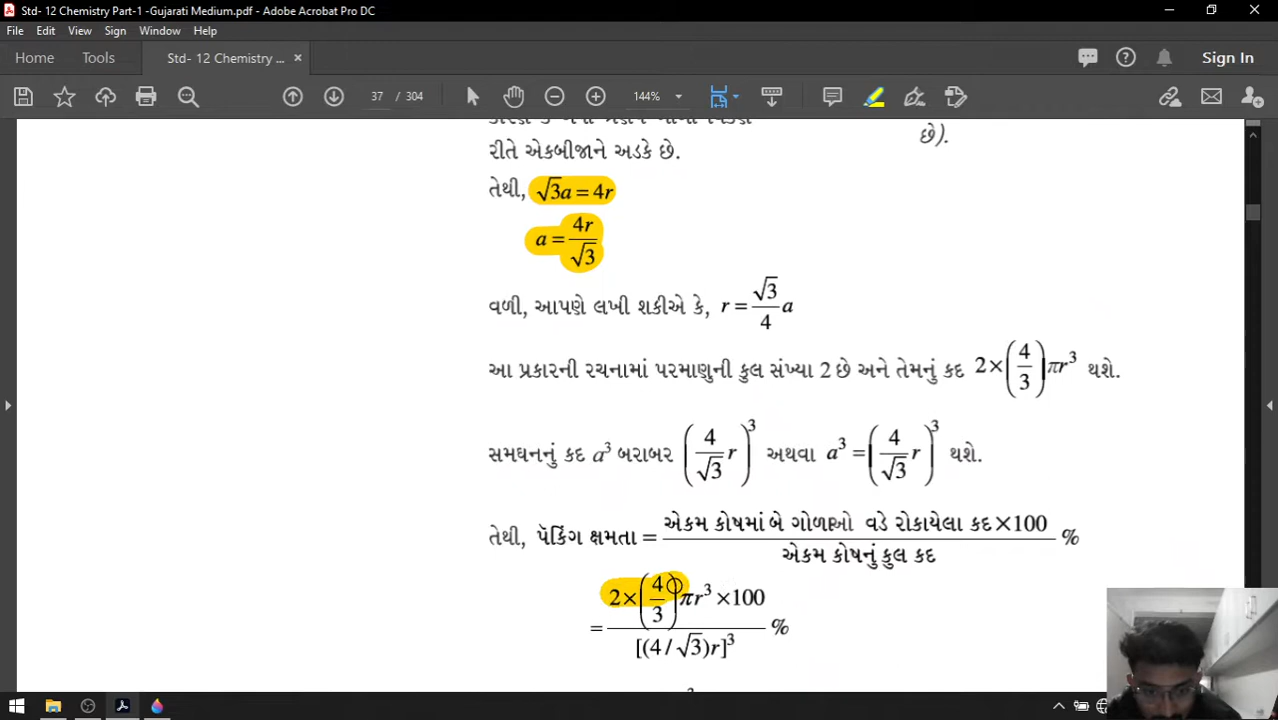 Std- 12 Chemistry Part-1 -Gujarati Medium.pdf - Adobe Acrobat Pro DC
File Edit View Sign Window Help
Home Tools Std- 12 Chemistry ... × Sign In
37 / 304 144%
છે).
રીતે એકબીજાને અડકે છે.
તેથી, √3a = 4r
a = 4r/√3
વળી, આપણે લખી શકીએ કે, r = √3/4 a
આ પ્રકારની રચનામાં પરમાણુની કુલ સંખ્યા 2 છે અને તેમનું કદ 2×(4/3)πr³ થશે.
સમઘનનું કદ a³ બરાબર (4/√3 r)³ અથવા a³ = (4/√3 r)³ થશે.
તેથી, પૅકિંગ ક્ષમતા = એકમ કોષમાં બે ગોળાઓ વડે રોકાયેલા કદ×100 / એકમ કોષનું કુલ કદ %
= 2×(4/3)πr³×100 / [(4/√3)r]³ %